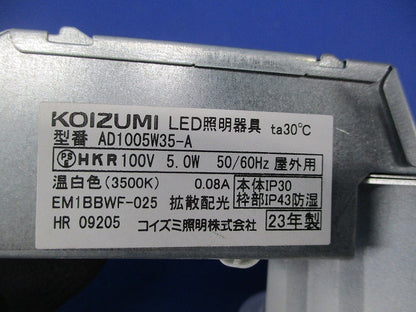 KOIZUMI LED照明器具 ta30℃
型番 AD1005W35-A
PS E HKR 100V 5.0W 50/60Hz 屋外用
温白色(3500K) 0.08A 本体IP30
EM1BBWF-025 拡散配光 枠部IP43防湿
HR 09205 コイズミ照明株式会社 23年製